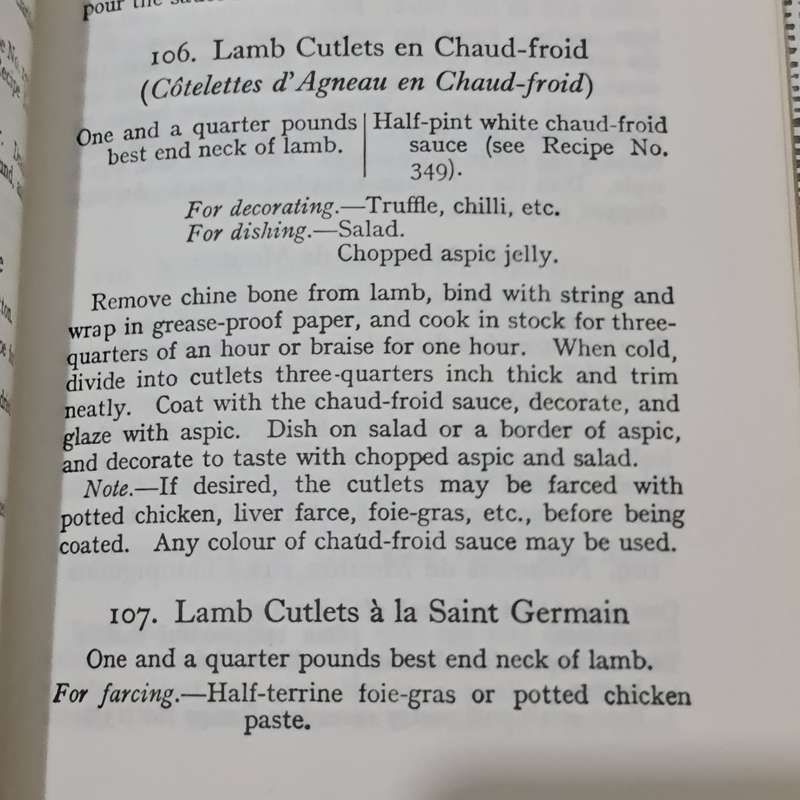 pour the sauce
106. Lamb Cutlets en Chaud-froid
(Côtelettes d'Agneau en Chaud-froid)
One and a quarter pounds
best end neck of lamb.
Half-pint white chaud-froid
sauce (see Recipe No.
349).
For decorating.—Truffle, chilli, etc.
For dishing.—Salad.
Chopped aspic jelly.
Remove chine bone from lamb, bind with string and
wrap in grease-proof paper, and cook in stock for three-
quarters of an hour or braise for one hour. When cold,
divide into cutlets three-quarters inch thick and trim
neatly. Coat with the chaud-froid sauce, decorate, and
glaze with aspic. Dish on salad or a border of aspic,
and decorate to taste with chopped aspic and salad.
Note.—If desired, the cutlets may be farced with
potted chicken, liver farce, foie-gras, etc., before being
coated. Any colour of chaud-froid sauce may be used.
107. Lamb Cutlets à la Saint Germain
One and a quarter pounds best end neck of lamb.
For farcing.—Half-terrine foie-gras or potted chicken
paste.